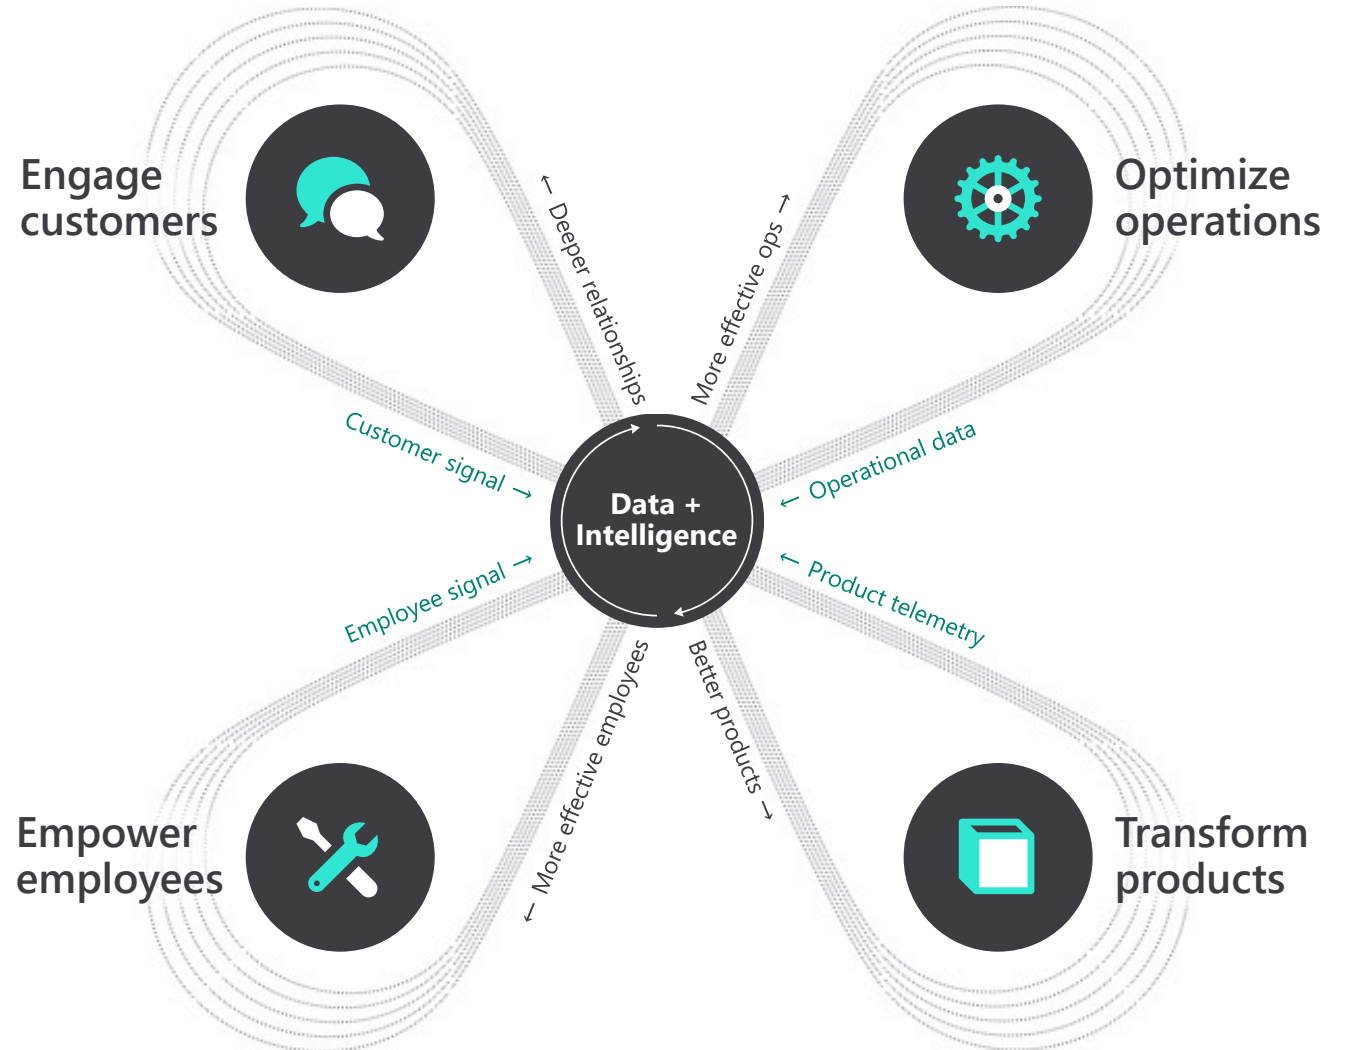 Engage
customers
Optimize
operations
← Deeper relationships
More effective ops →
Customer signal →
← Operational data
Data +
Intelligence
Employee signal →
← Product telemetry
← More effective employees
Better products →
Empower
employees
Transform
products